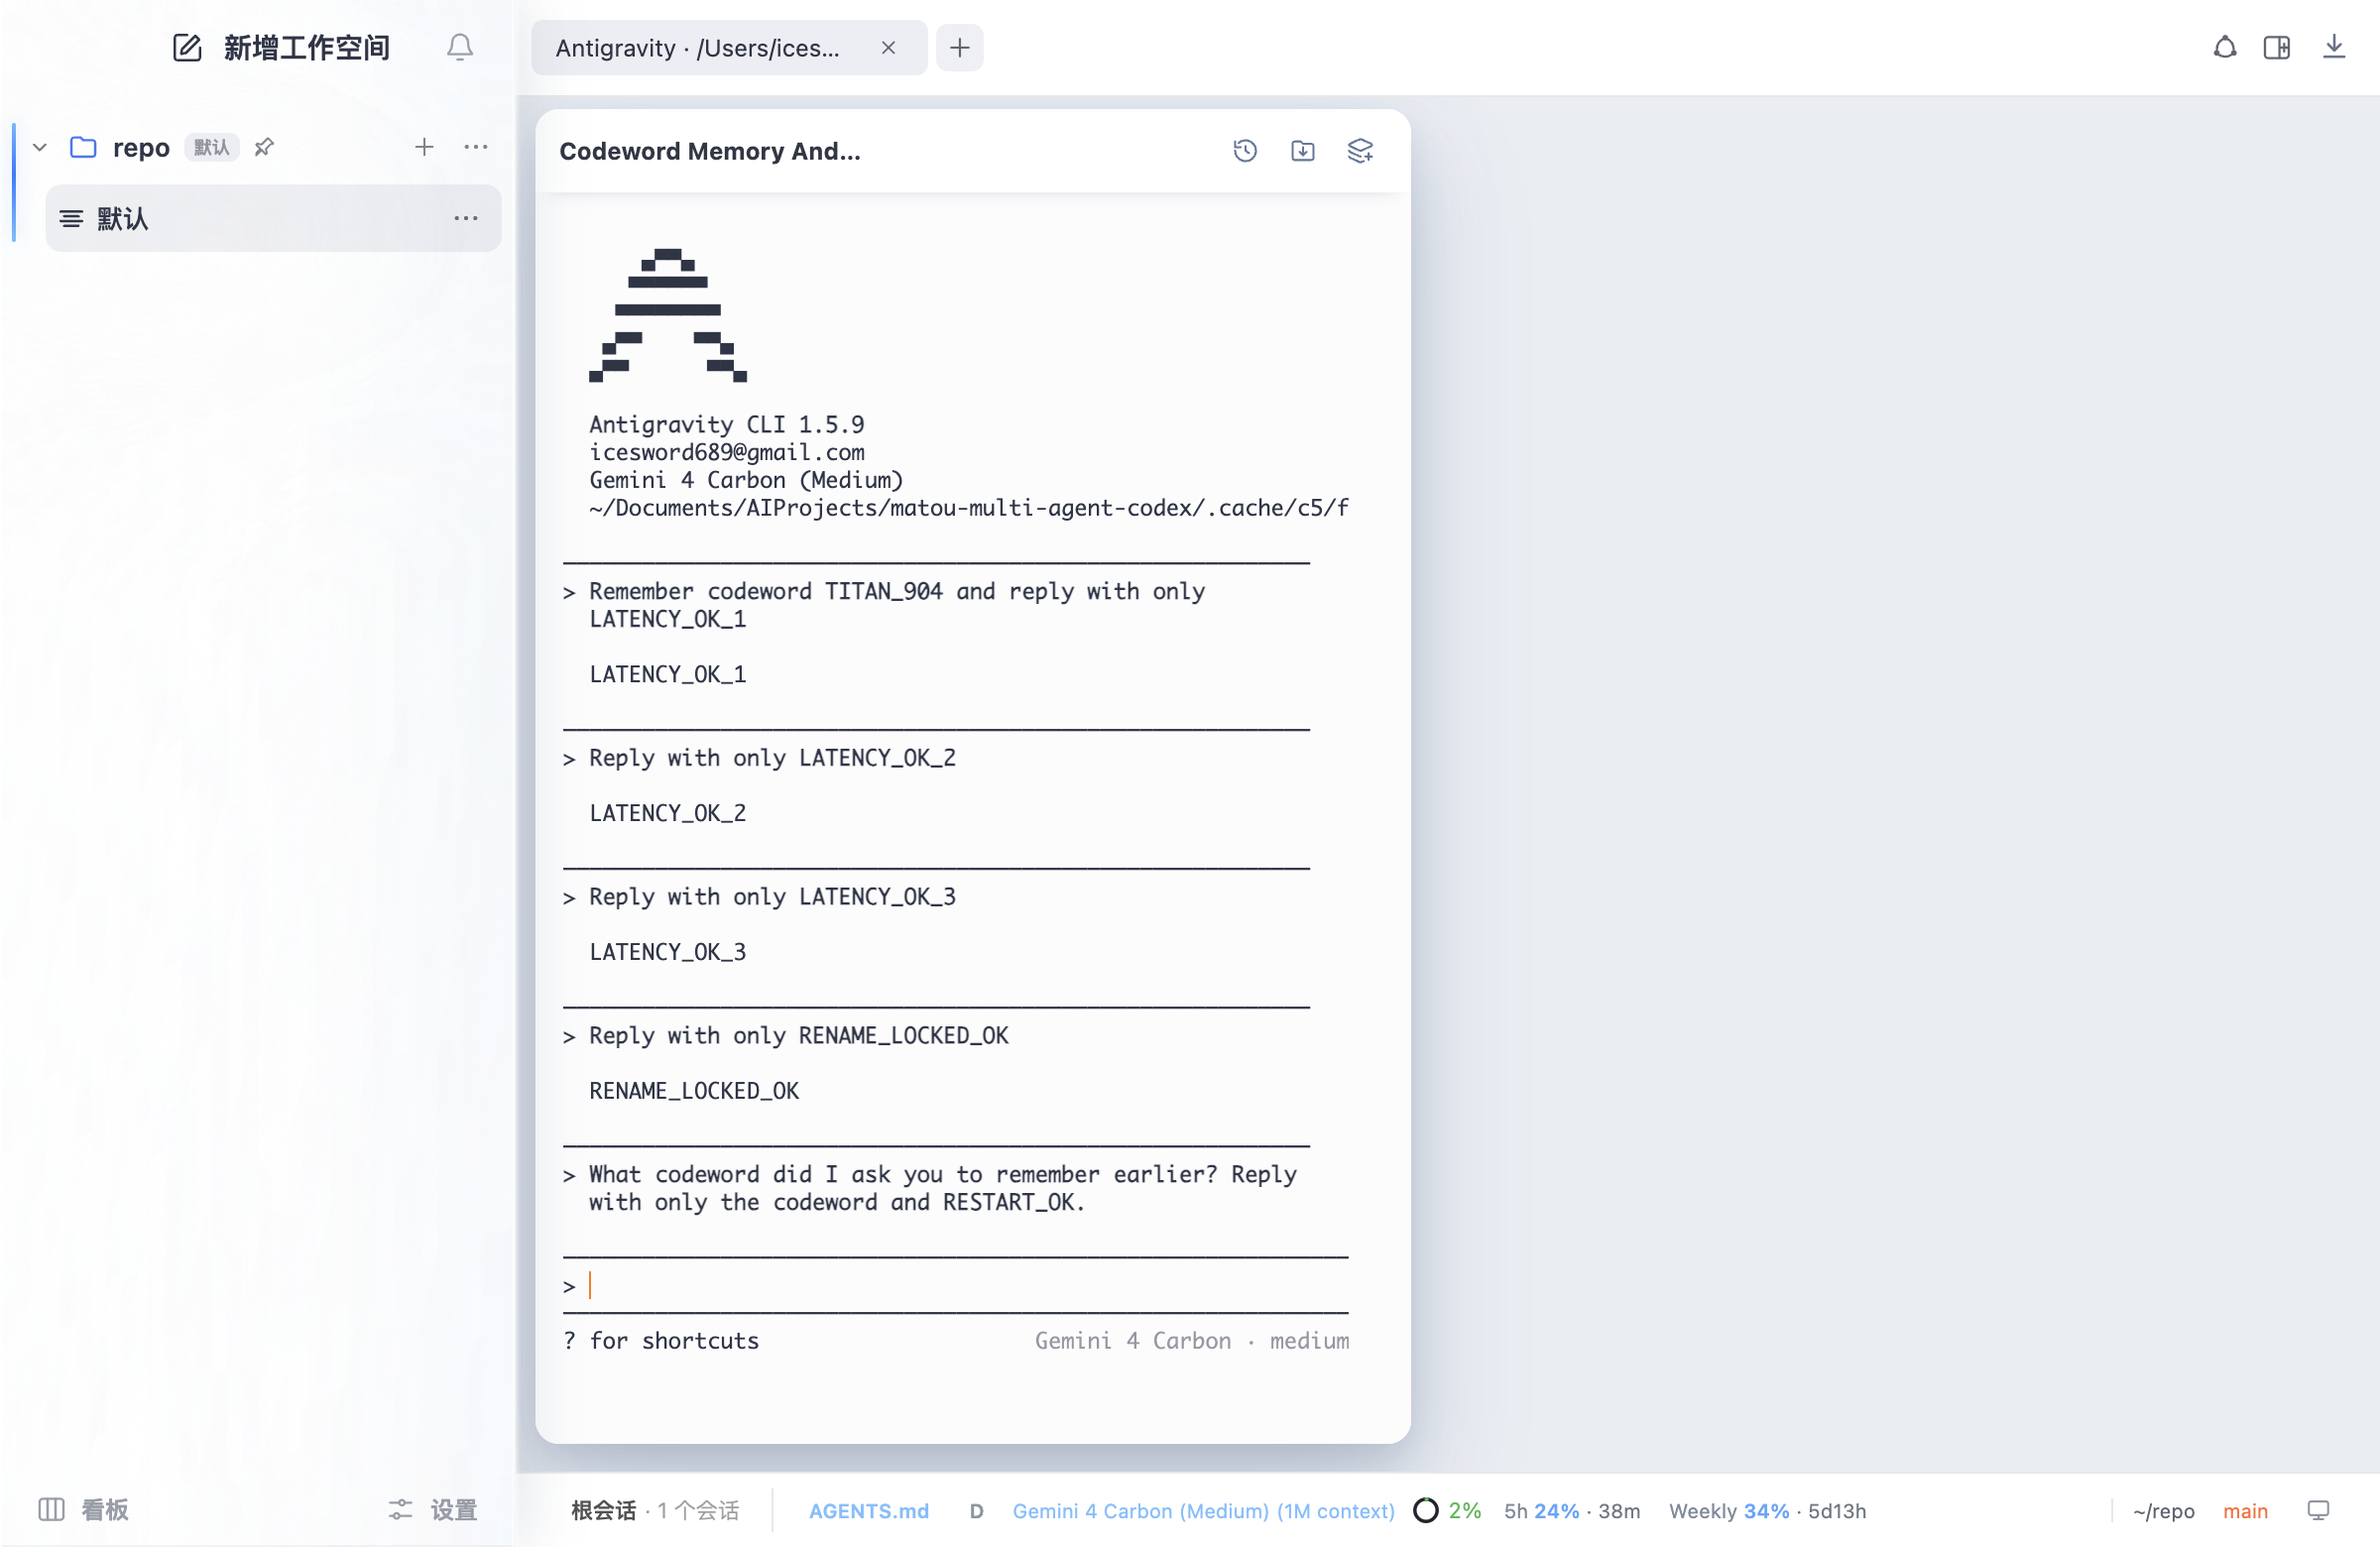 新增工作空间
Antigravity · /Users/ices...
repo 默认
默认
Codeword Memory And...
Antigravity CLI 1.5.9
icesword689@gmail.com
Gemini 4 Carbon (Medium)
~/Documents/AIProjects/matou-multi-agent-codex/.cache/c5/f
> Remember codeword TITAN_904 and reply with only
LATENCY_OK_1
LATENCY_OK_1
> Reply with only LATENCY_OK_2
LATENCY_OK_2
> Reply with only LATENCY_OK_3
LATENCY_OK_3
> Reply with only RENAME_LOCKED_OK
RENAME_LOCKED_OK
> What codeword did I ask you to remember earlier? Reply
with only the codeword and RESTART_OK.
>
? for shortcuts Gemini 4 Carbon · medium
看板 设置
根会话 · 1 个会话 AGENTS.md D Gemini 4 Carbon (Medium) (1M context) 2% 5h 24% · 38m Weekly 34% · 5d13h ~/repo main